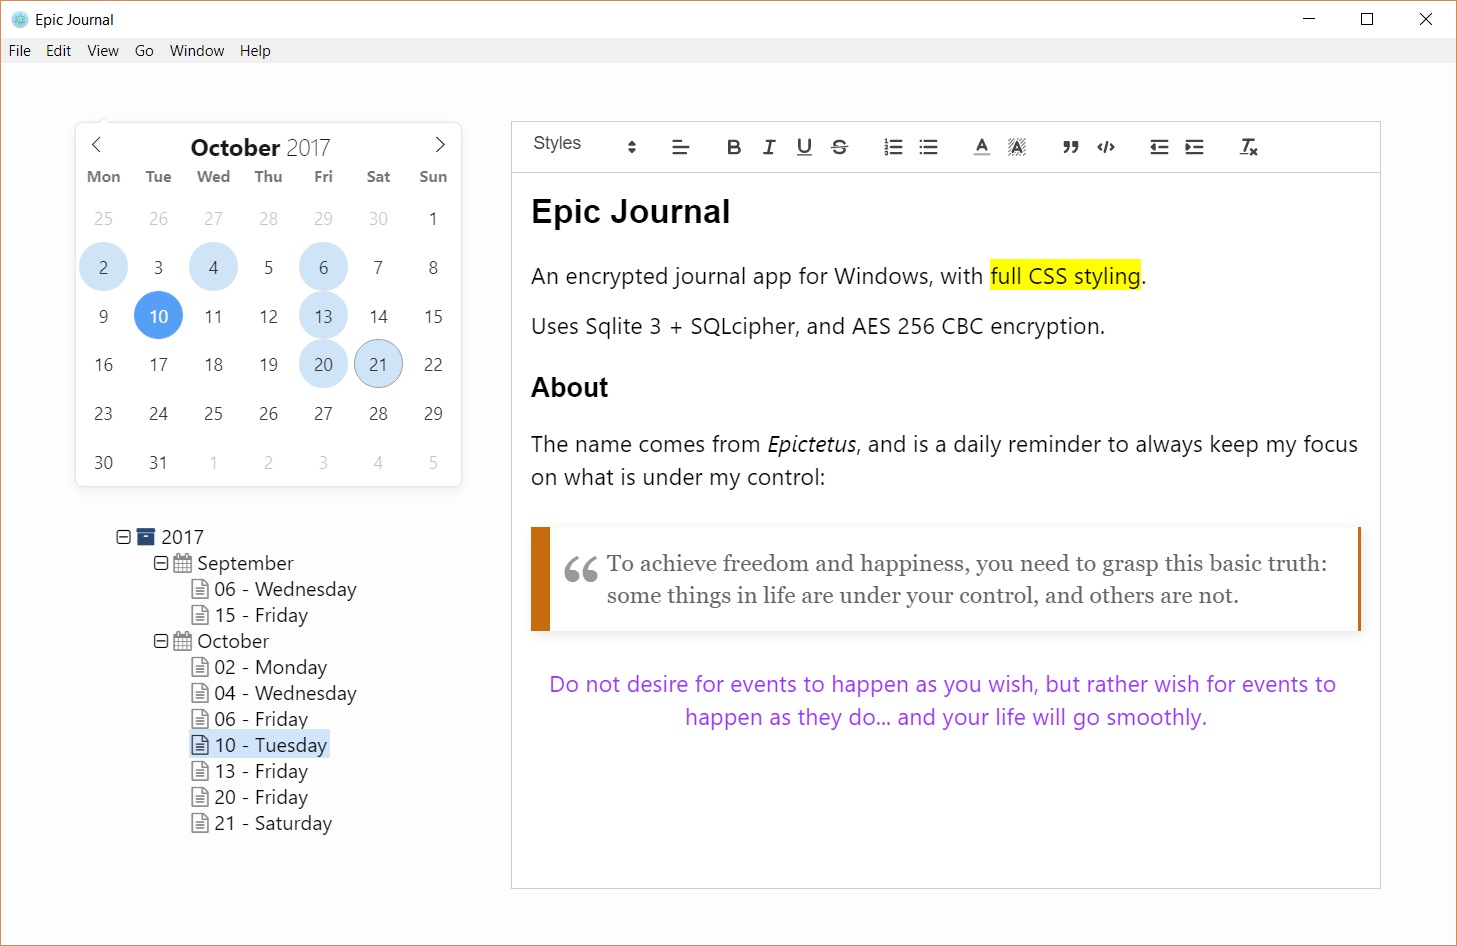 Epic Journal
File Edit View Go Window Help
October 2017
Mon Tue Wed Thu Fri Sat Sun
25 26 27 28 29 30 1
2 3 4 5 6 7 8
9 10 11 12 13 14 15
16 17 18 19 20 21 22
23 24 25 26 27 28 29
30 31 1 2 3 4 5
2017
September
06 - Wednesday
15 - Friday
October
02 - Monday
04 - Wednesday
06 - Friday
10 - Tuesday
13 - Friday
20 - Friday
21 - Saturday
Styles
Epic Journal
An encrypted journal app for Windows, with full CSS styling.
Uses Sqlite 3 + SQLcipher, and AES 256 CBC encryption.
About
The name comes from Epictetus, and is a daily reminder to always keep my focus
on what is under my control:
“ To achieve freedom and happiness, you need to grasp this basic truth:
some things in life are under your control, and others are not.
Do not desire for events to happen as you wish, but rather wish for events to
happen as they do... and your life will go smoothly.